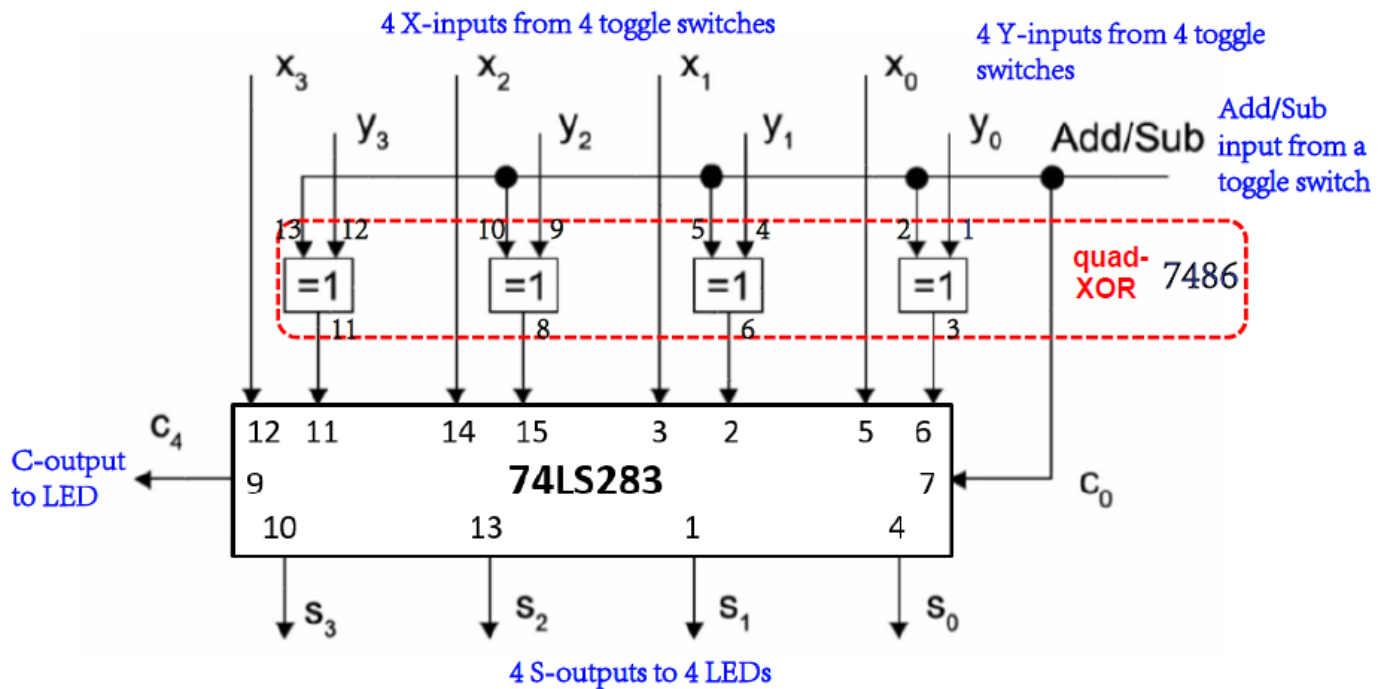 4 X-inputs from 4 toggle switches
4 Y-inputs from 4 toggle
switches
x₃ x₂ x₁ x₀
y₃ y₂ y₁ y₀
Add/Sub
Add/Sub
input from a
toggle switch
13 12 10 9 5 4 2 1
=1 =1 =1 =1
quad-
XOR
7486
11 8 6 3
12 11 14 15 3 2 5 6
c₄
C-output
to LED
9 74LS283 7
c₀
10 13 1 4
s₃ s₂ s₁ s₀
4 S-outputs to 4 LEDs